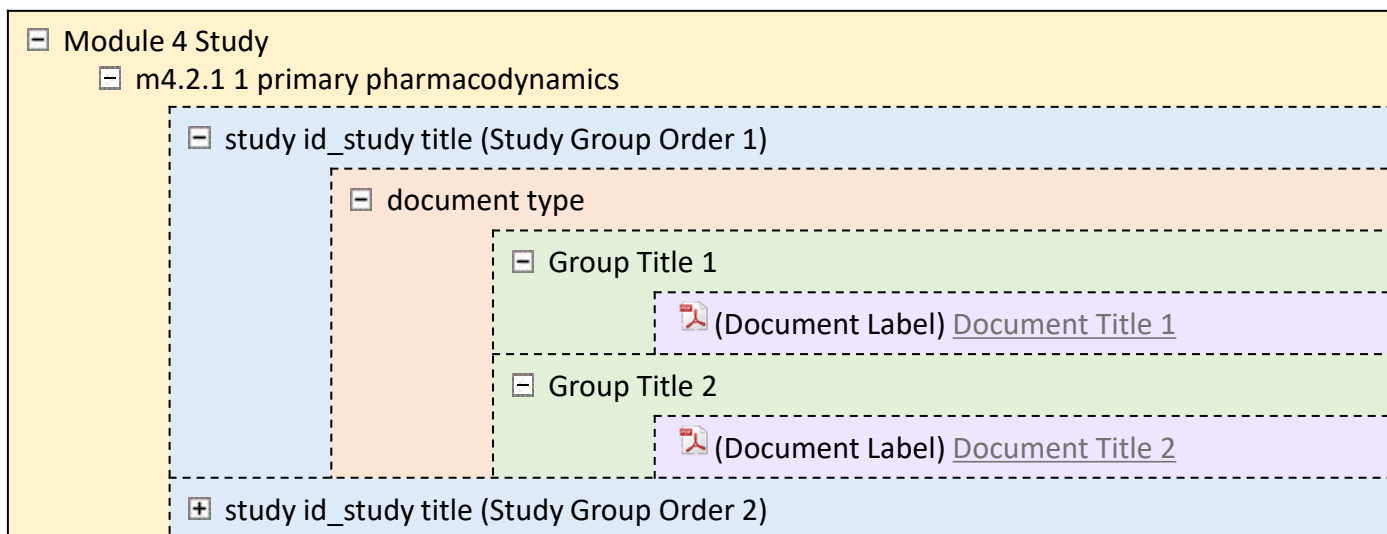 Module 4 Study
m4.2.1 1 primary pharmacodynamics
study id_study title (Study Group Order 1)
document type
Group Title 1
(Document Label) Document Title 1
Group Title 2
(Document Label) Document Title 2
study id_study title (Study Group Order 2)